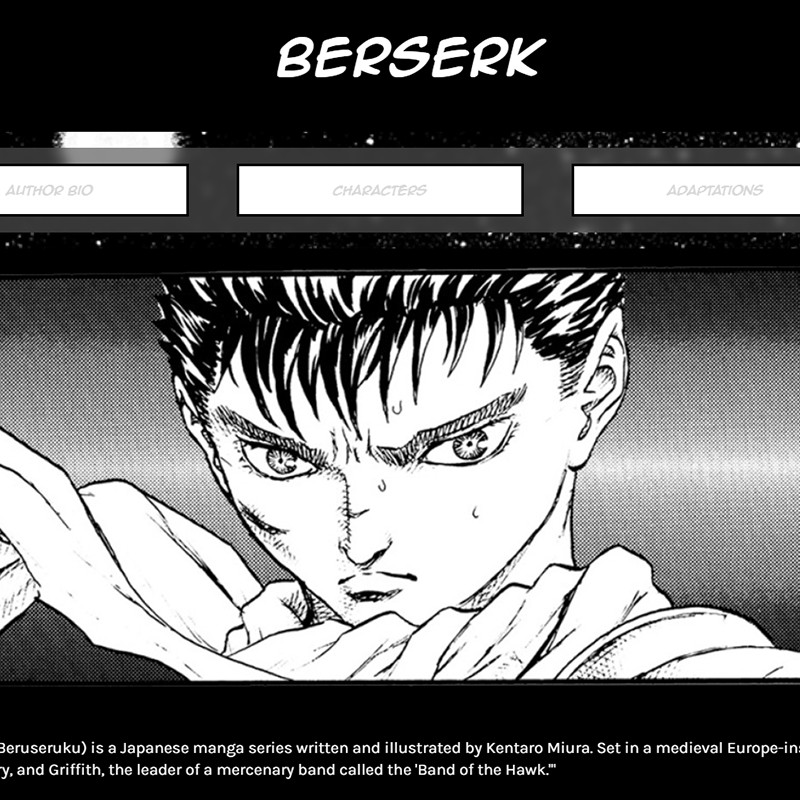 BERSERK
AUTHOR BIO
CHARACTERS
ADAPTATIONS
Beruseruku) is a Japanese manga series written and illustrated by Kentaro Miura. Set in a medieval Europe-ins
ry, and Griffith, the leader of a mercenary band called the 'Band of the Hawk.'"